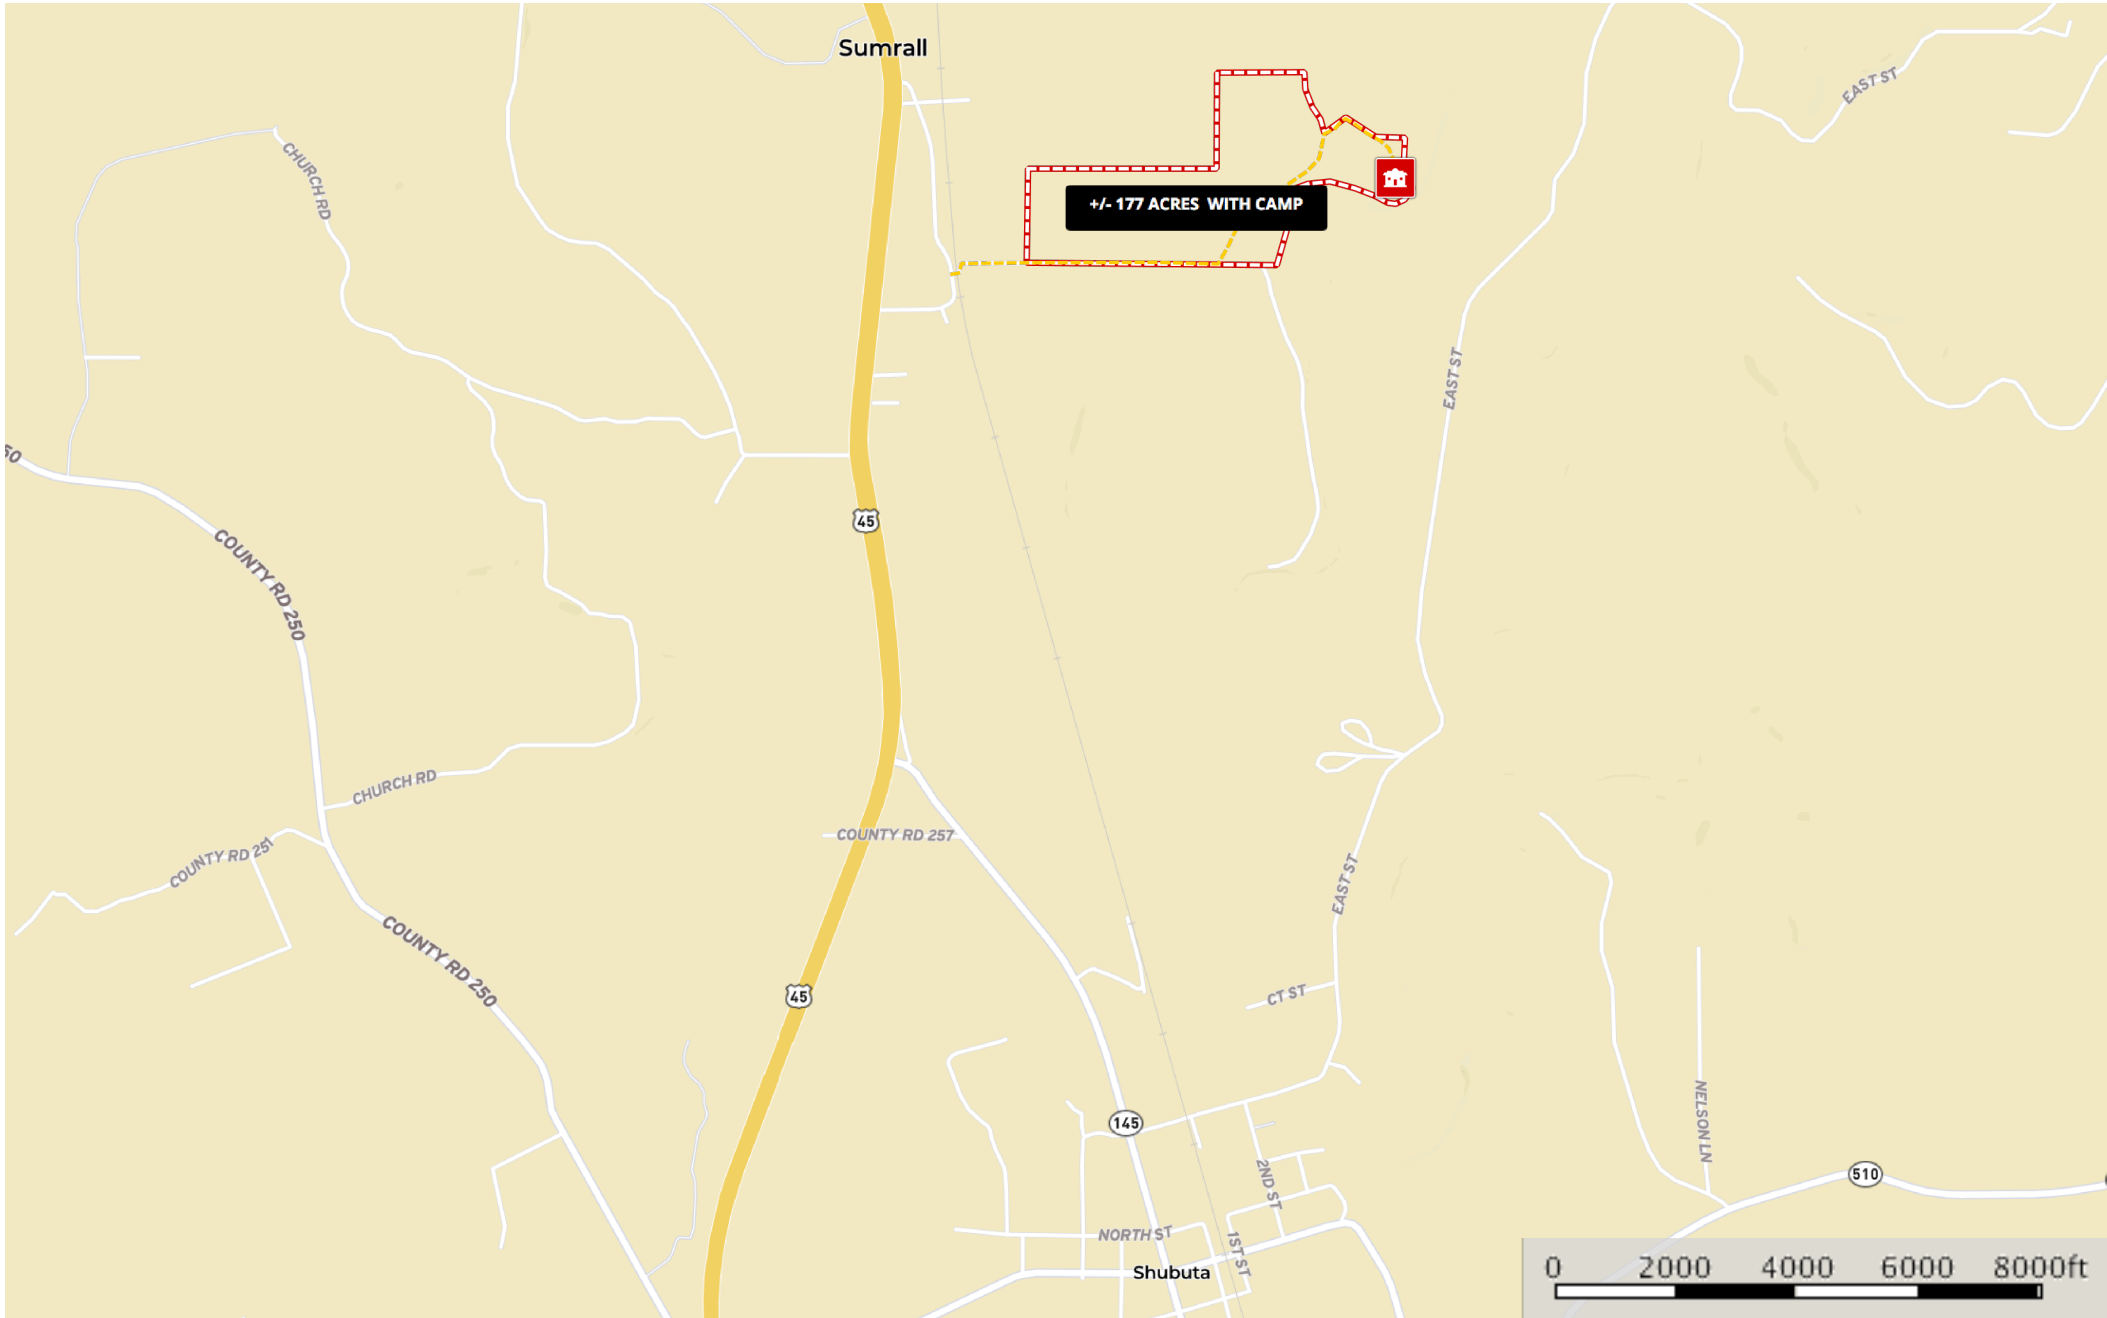 Sumrall
EAST ST
CHURCH RD
+/- 177 ACRES WITH CAMP
EAST ST
50
45
COUNTY RD 250
CHURCH RD
COUNTY RD 257
COUNTY RD 251
EAST ST
COUNTY RD 250
45
CT ST
145
NELSON LN
2ND ST
510
NORTH ST
1ST ST
Shubuta
0 2000 4000 6000 8000ft